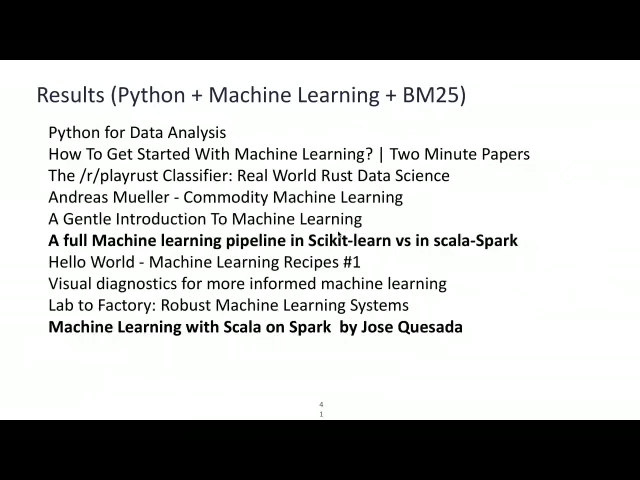 Results (Python + Machine Learning + BM25)
Python for Data Analysis
How To Get Started With Machine Learning? | Two Minute Papers
The /r/playrust Classifier: Real World Rust Data Science
Andreas Mueller - Commodity Machine Learning
A Gentle Introduction To Machine Learning
A full Machine learning pipeline in Scikit-learn vs in scala-Spark
Hello World - Machine Learning Recipes #1
Visual diagnostics for more informed machine learning
Lab to Factory: Robust Machine Learning Systems
Machine Learning with Scala on Spark by Jose Quesada
4
1